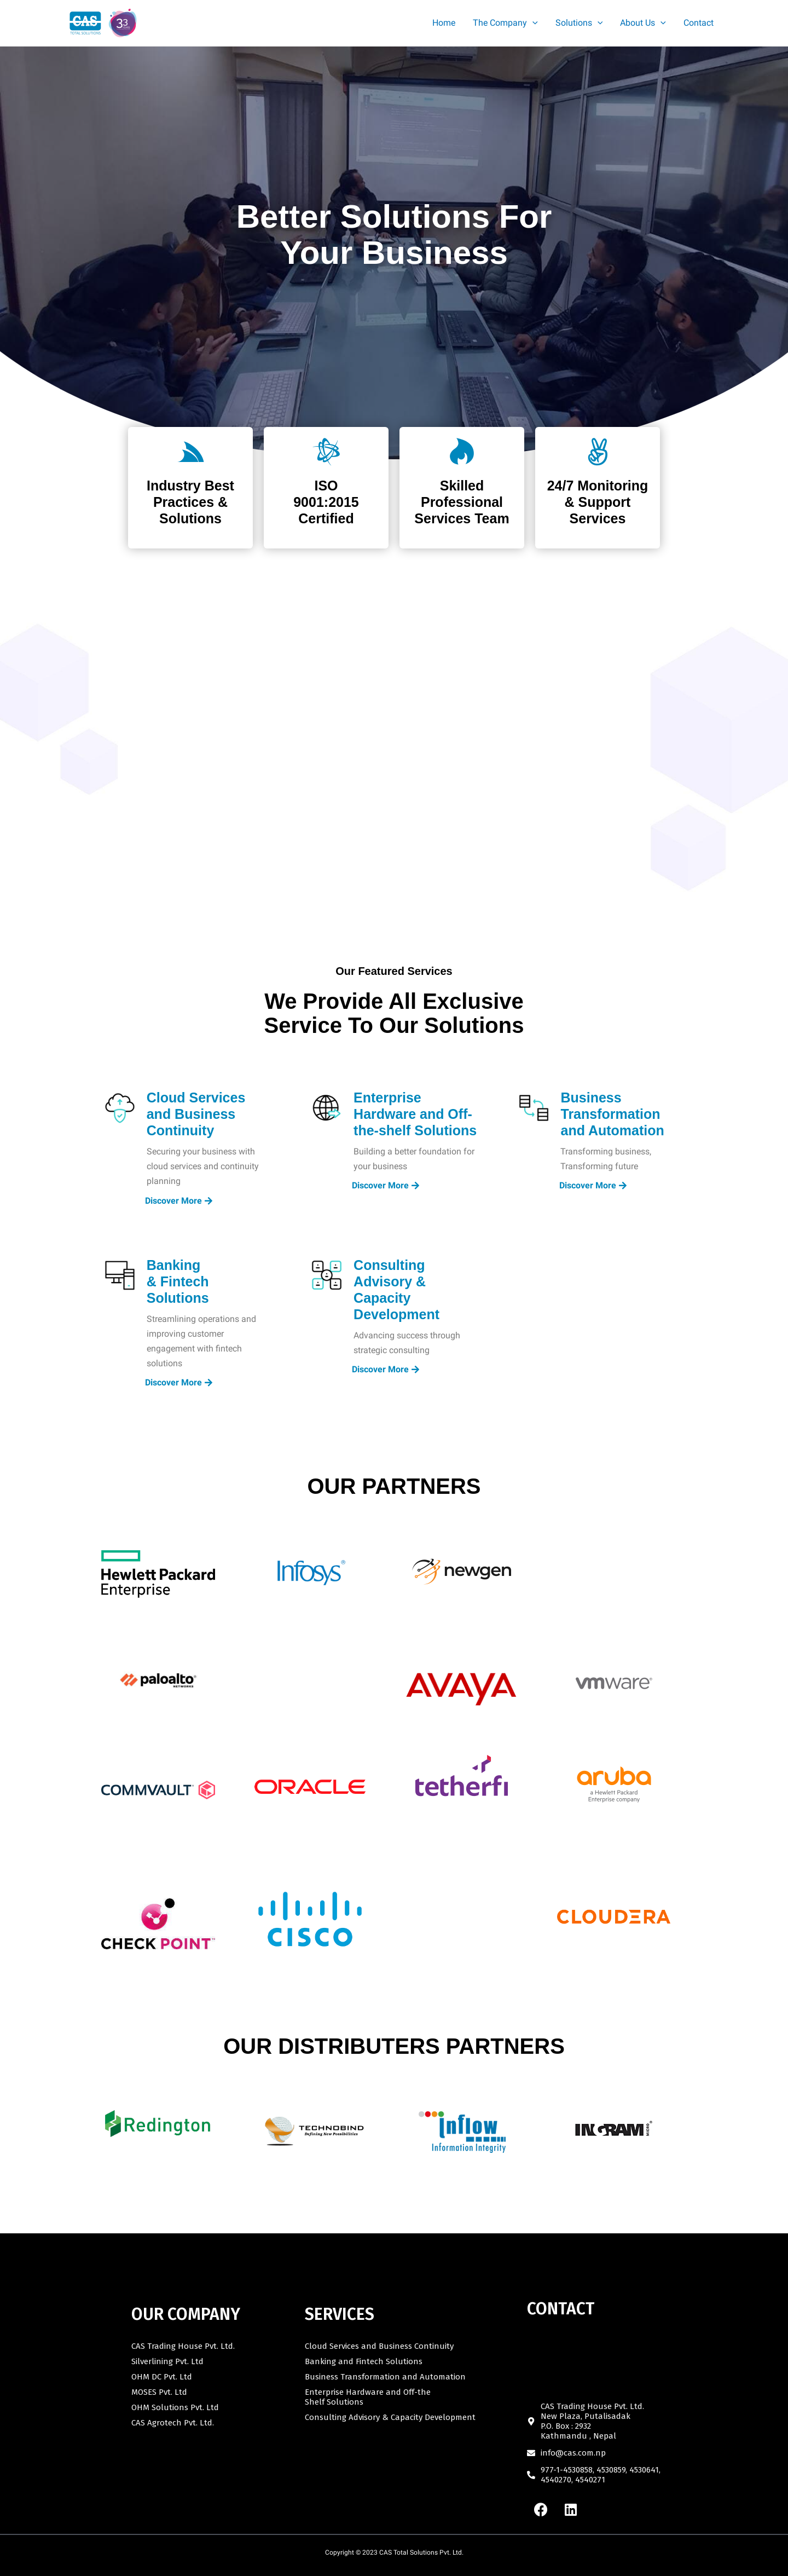 CAS
TOTAL SOLUTIONS
33
Home
The Company
Solutions
About Us
Contact
Better Solutions For
Your Business
Industry Best
Practices &
Solutions
ISO
9001:2015
Certified
Skilled
Professional
Services Team
24/7 Monitoring
& Support
Services
Our Featured Services
We Provide All Exclusive
Service To Our Solutions
Cloud Services
and Business
Continuity
Securing your business with
cloud services and continuity
planning
Discover More
Enterprise
Hardware and Off-
the-shelf Solutions
Building a better foundation for
your business
Discover More
Business
Transformation
and Automation
Transforming business,
Transforming future
Discover More
Banking
& Fintech
Solutions
Streamlining operations and
improving customer
engagement with fintech
solutions
Discover More
Consulting
Advisory &
Capacity
Development
Advancing success through
strategic consulting
Discover More
OUR PARTNERS
Hewlett Packard
Enterprise
Infosys®
newgen
paloalto
NETWORKS
AVAYA
vmware®
COMMVAULT
ORACLE
tetherfi
aruba
a Hewlett Packard
Enterprise company
CHECK POINT™
CISCO
CLOUDERA
OUR DISTRIBUTERS PARTNERS
Redington
TECHNOBIND
Defining New Possibilities
inflow
Information Integrity
INGRAM MICRO
OUR COMPANY
CAS Trading House Pvt. Ltd.
Silverlining Pvt. Ltd
OHM DC Pvt. Ltd
MOSES Pvt. Ltd
OHM Solutions Pvt. Ltd
CAS Agrotech Pvt. Ltd.
SERVICES
Cloud Services and Business Continuity
Banking and Fintech Solutions
Business Transformation and Automation
Enterprise Hardware and Off-the
Shelf Solutions
Consulting Advisory & Capacity Development
CONTACT
CAS Trading House Pvt. Ltd.
New Plaza, Putalisadak
P.O. Box : 2932
Kathmandu , Nepal
info@cas.com.np
977-1-4530858, 4530859, 4530641,
4540270, 4540271
Copyright © 2023 CAS Total Solutions Pvt. Ltd.